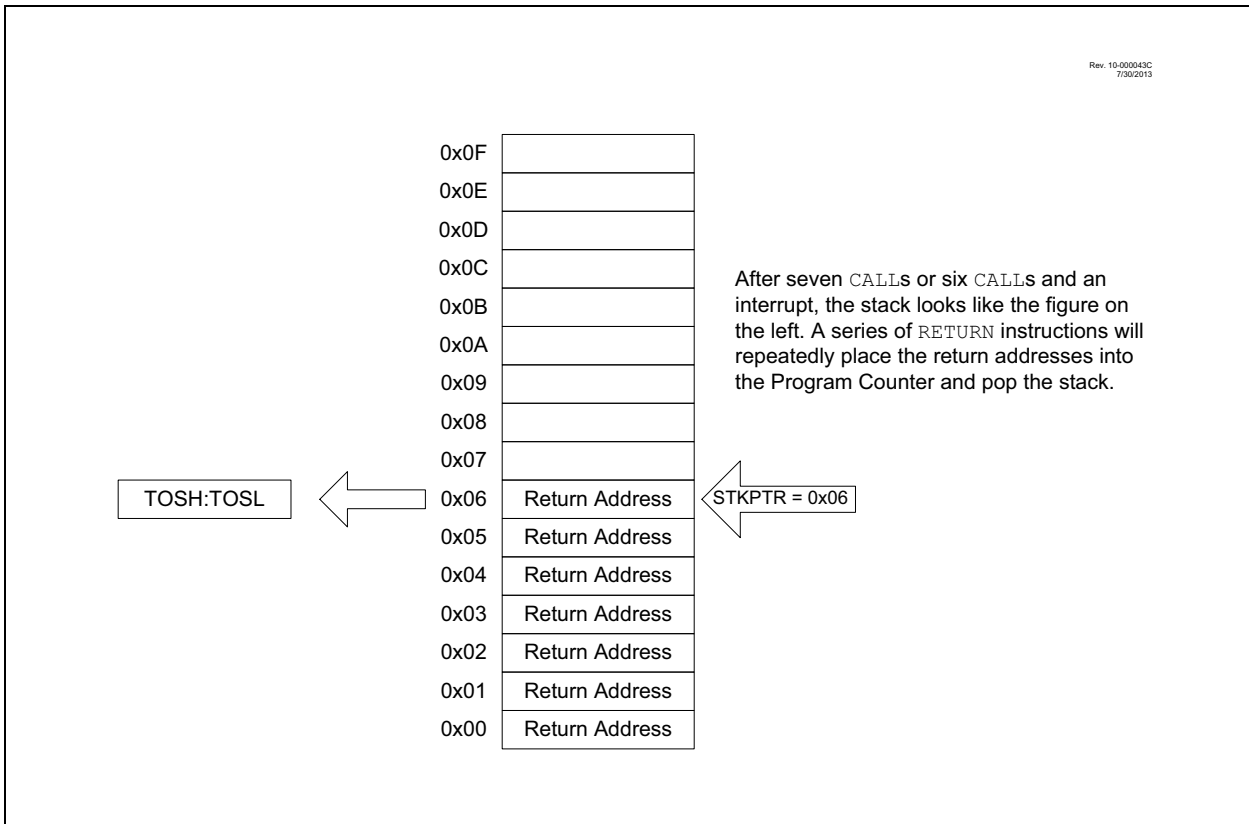 Rev. 10-000043C
7/30/2013
0x0F
0x0E
0x0D
0x0C
0x0B
0x0A
0x09
0x08
0x07
After seven CALLs or six CALLs and an
interrupt, the stack looks like the figure on
the left. A series of RETURN instructions will
repeatedly place the return addresses into
the Program Counter and pop the stack.
TOSH:TOSL
0x06 Return Address
STKPTR = 0x06
0x05 Return Address
0x04 Return Address
0x03 Return Address
0x02 Return Address
0x01 Return Address
0x00 Return Address